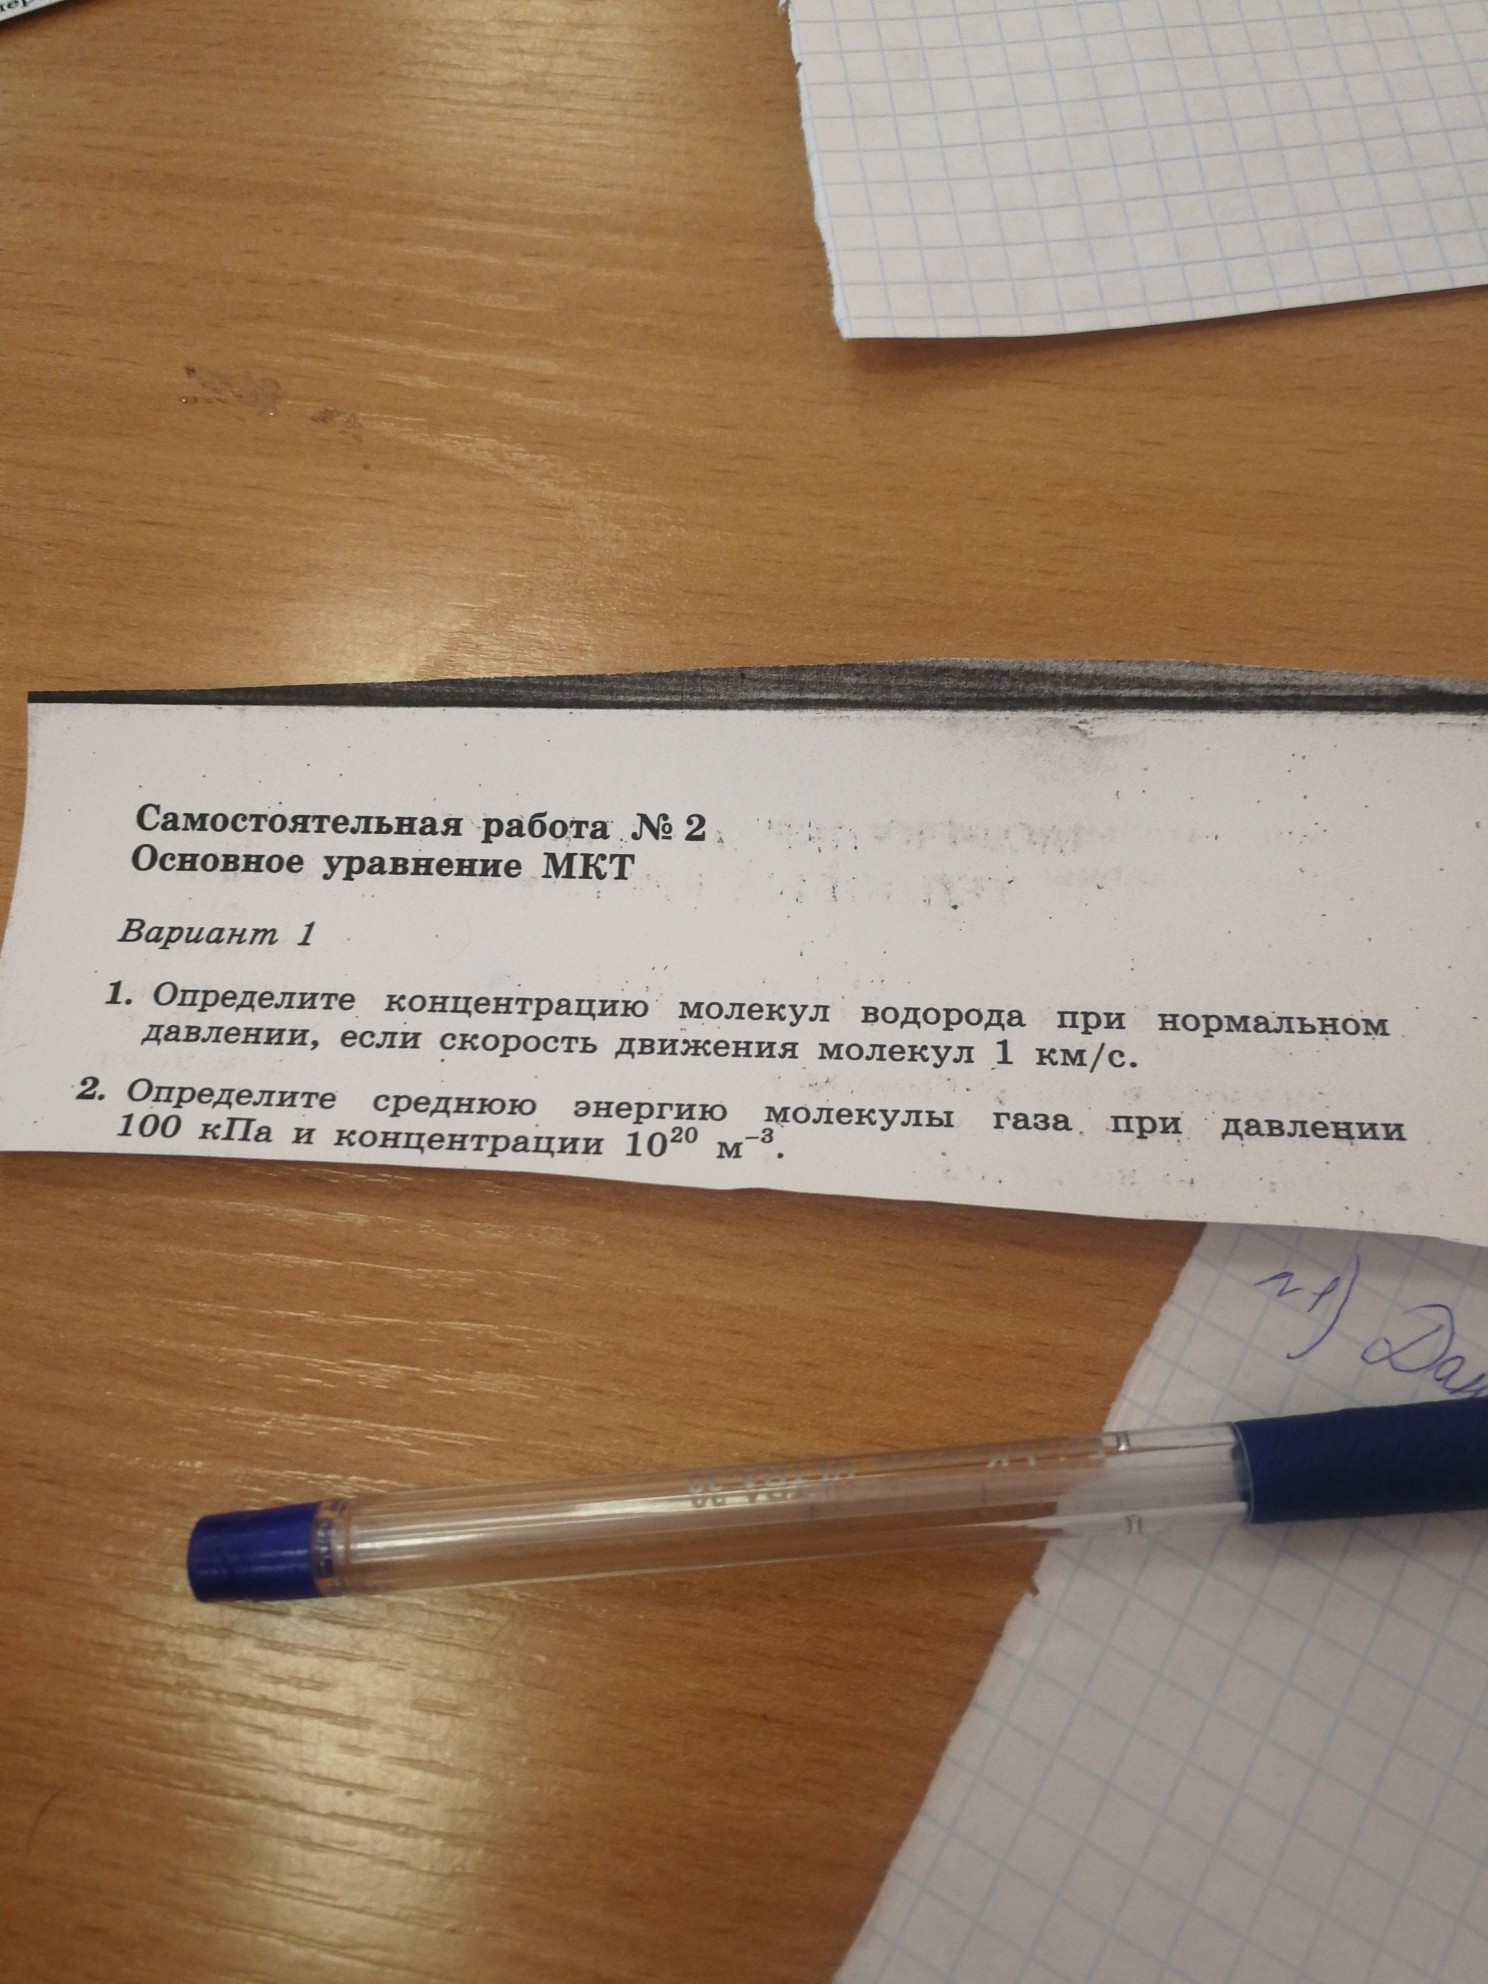 Самостоятельная работа № 2
Основное уравнение МКТ
Вариант 1
1. Определите концентрацию молекул водорода при нормальном
давлении, если скорость движения молекул 1 км/с.
2. Определите среднюю энергию молекулы газа при давлении
100 кПа и концентрации 10²⁰ м⁻³.